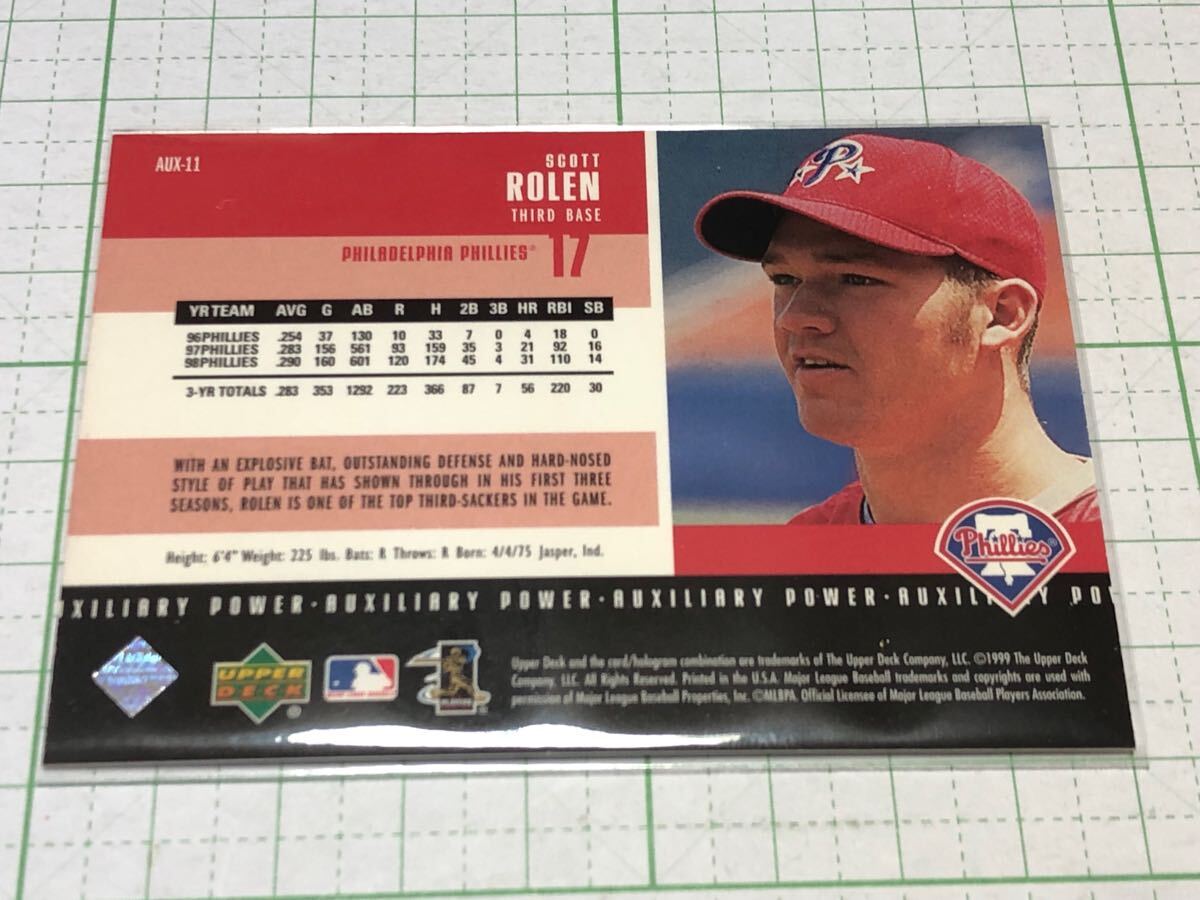 AUX-11
SCOTT
ROLEN
THIRD BASE
PHILADELPHIA PHILLIES® 17
YR TEAM AVG G AB R H 2B 3B HR RBI SB
96PHILLIES .254 37 130 10 33 7 0 4 18 0
97PHILLIES .283 156 561 93 159 35 3 21 92 16
98PHILLIES .290 160 601 120 174 45 4 31 110 14
3-YR TOTALS .283 353 1292 223 366 87 7 56 220 30
WITH AN EXPLOSIVE BAT, OUTSTANDING DEFENSE AND HARD-NOSED
STYLE OF PLAY THAT HAS SHOWN THROUGH IN HIS FIRST THREE
SEASONS, ROLEN IS ONE OF THE TOP THIRD-SACKERS IN THE GAME.
Height: 6'4" Weight: 225 lbs. Bats: R Throws: R Born: 4/4/75 Jasper, Ind.
P
Phillies®
XILIARY POWER·AUXILIARY POWER·AUXILIARY POWER·AUXIL Y PO
UPPER
DECK®
Upper Deck and the card/hologram combination are trademarks of The Upper Deck Company, LLC. ©1999 The Upper Deck
Company, LLC. All Rights Reserved. Printed in the U.S.A. Major League Baseball trademarks and copyrights are used with
permission of Major League Baseball Properties, Inc. ©MLBPA. Official Licensee of Major League Baseball Players Association.